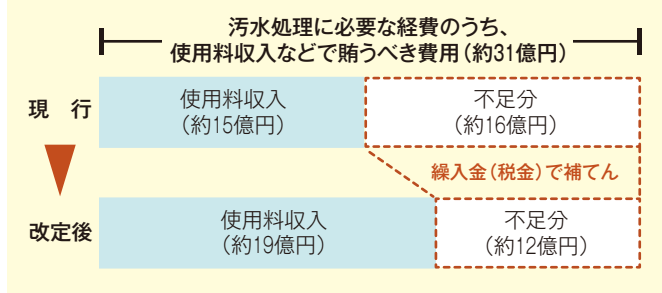 汚水処理に必要な経費のうち、
使用料収入などで賄うべき費用（約31億円）
現　行
使用料収入
（約15億円）
不足分
（約16億円）
繰入金（税金）で補てん
改定後
使用料収入
（約19億円）
不足分
（約12億円）